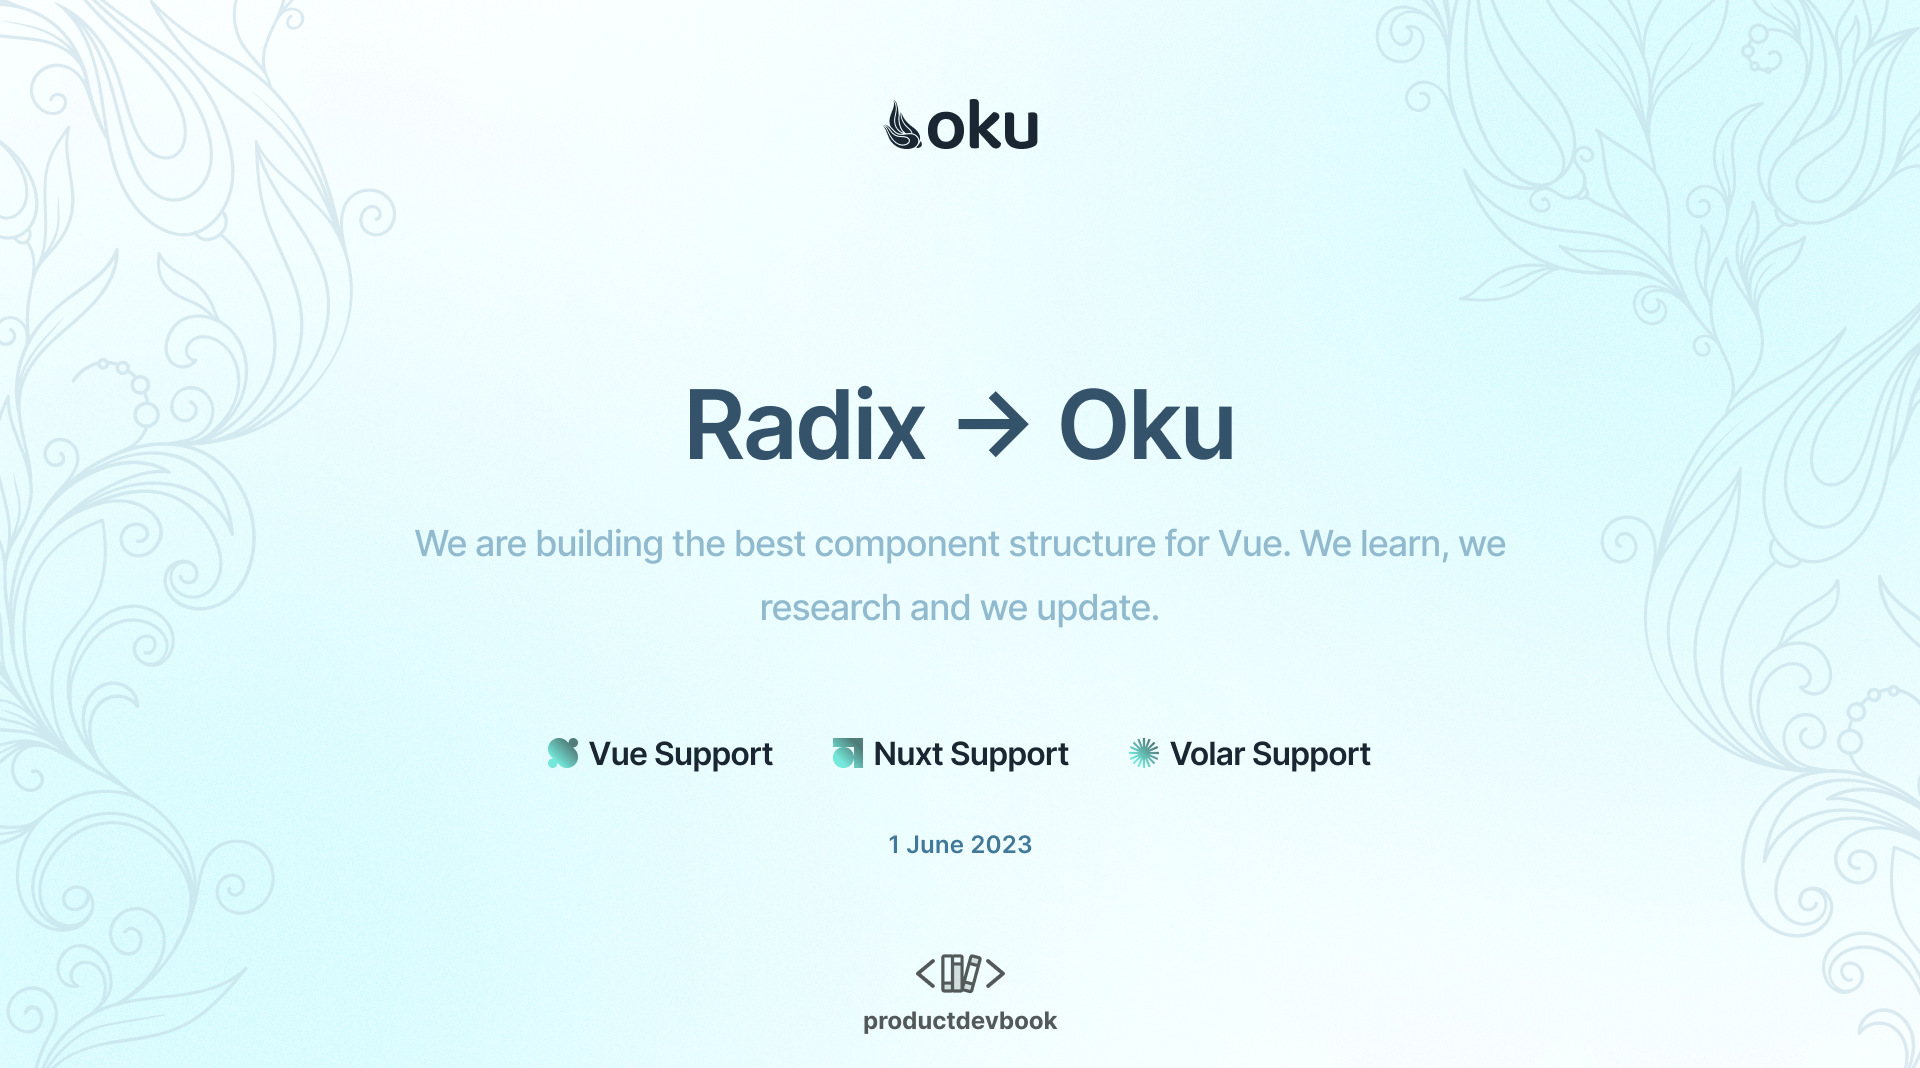 oku
Radix → Oku
We are building the best component structure for Vue. We learn, we
research and we update.
Vue Support
Nuxt Support
Volar Support
1 June 2023
productdevbook